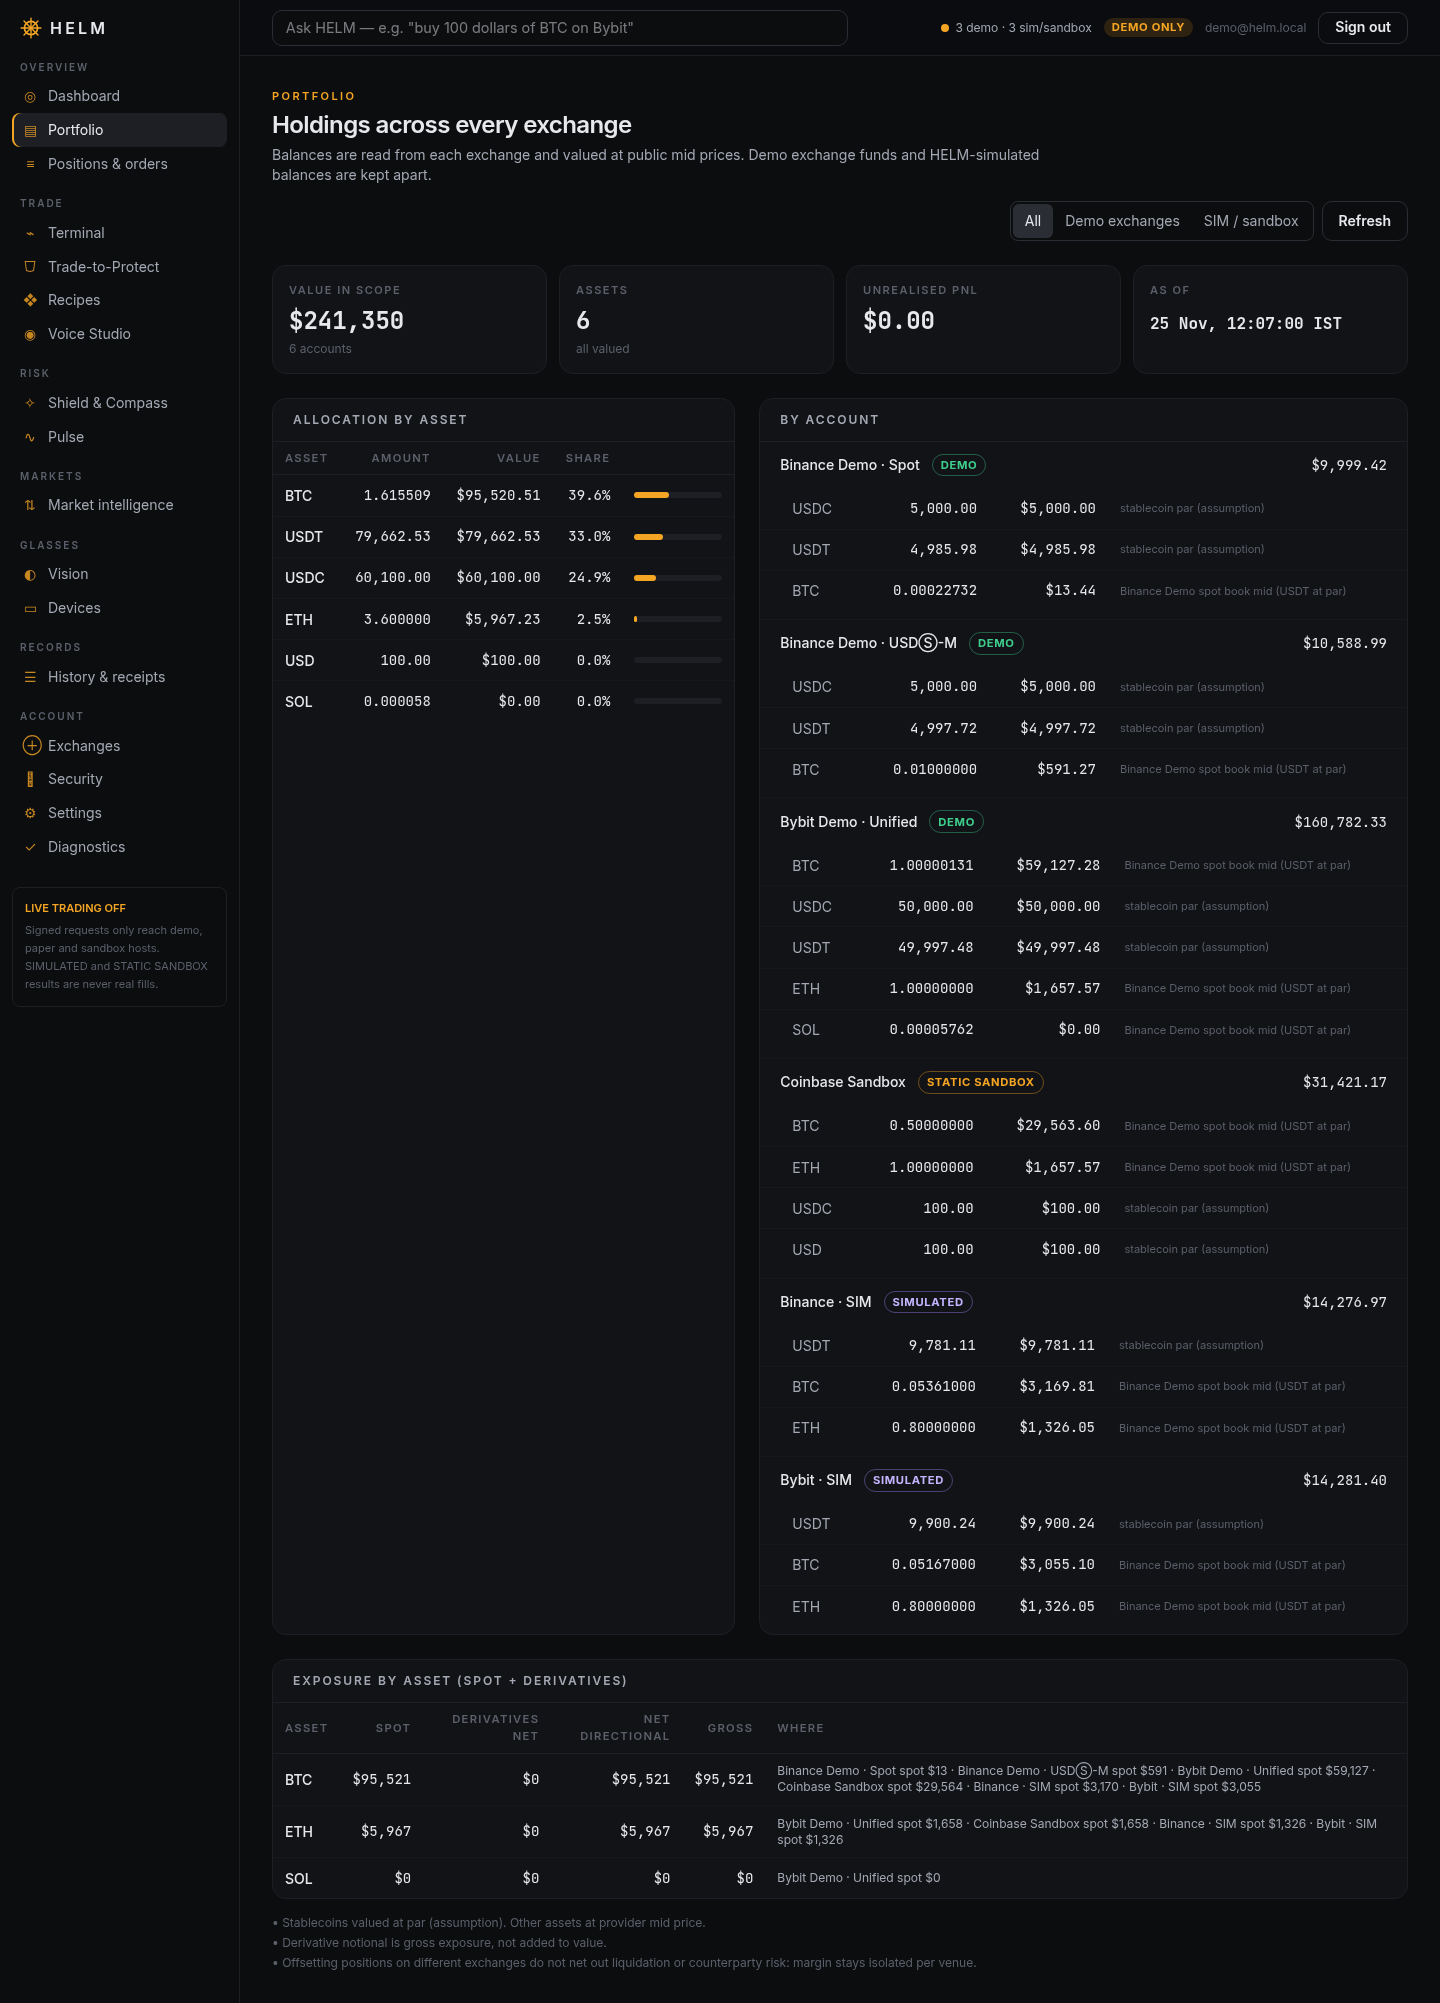 HELM
OVERVIEW
Dashboard
Portfolio
Positions & orders
TRADE
Terminal
Trade-to-Protect
Recipes
Voice Studio
RISK
Shield & Compass
Pulse
MARKETS
Market intelligence
GLASSES
Vision
Devices
RECORDS
History & receipts
ACCOUNT
Exchanges
Security
Settings
Diagnostics
LIVE TRADING OFF
Signed requests only reach demo,
paper and sandbox hosts.
SIMULATED and STATIC SANDBOX
results are never real fills.
Ask HELM — e.g. "buy 100 dollars of BTC on Bybit"
3 demo · 3 sim/sandbox DEMO ONLY demo@helm.local Sign out
PORTFOLIO
Holdings across every exchange
Balances are read from each exchange and valued at public mid prices. Demo exchange funds and HELM-simulated
balances are kept apart.
All Demo exchanges SIM / sandbox Refresh
VALUE IN SCOPE
$241,350
6 accounts
ASSETS
6
all valued
UNREALISED PNL
$0.00
AS OF
25 Nov, 12:07:00 IST
ALLOCATION BY ASSET
ASSET AMOUNT VALUE SHARE
BTC 1.615509 $95,520.51 39.6%
USDT 79,662.53 $79,662.53 33.0%
USDC 60,100.00 $60,100.00 24.9%
ETH 3.600000 $5,967.23 2.5%
USD 100.00 $100.00 0.0%
SOL 0.000058 $0.00 0.0%
BY ACCOUNT
Binance Demo · Spot DEMO $9,999.42
USDC 5,000.00 $5,000.00 stablecoin par (assumption)
USDT 4,985.98 $4,985.98 stablecoin par (assumption)
BTC 0.00022732 $13.44 Binance Demo spot book mid (USDT at par)
Binance Demo · USDⓈ-M DEMO $10,588.99
USDC 5,000.00 $5,000.00 stablecoin par (assumption)
USDT 4,997.72 $4,997.72 stablecoin par (assumption)
BTC 0.01000000 $591.27 Binance Demo spot book mid (USDT at par)
Bybit Demo · Unified DEMO $160,782.33
BTC 1.00000131 $59,127.28 Binance Demo spot book mid (USDT at par)
USDC 50,000.00 $50,000.00 stablecoin par (assumption)
USDT 49,997.48 $49,997.48 stablecoin par (assumption)
ETH 1.00000000 $1,657.57 Binance Demo spot book mid (USDT at par)
SOL 0.00005762 $0.00 Binance Demo spot book mid (USDT at par)
Coinbase Sandbox STATIC SANDBOX $31,421.17
BTC 0.50000000 $29,563.60 Binance Demo spot book mid (USDT at par)
ETH 1.00000000 $1,657.57 Binance Demo spot book mid (USDT at par)
USDC 100.00 $100.00 stablecoin par (assumption)
USD 100.00 $100.00 stablecoin par (assumption)
Binance · SIM SIMULATED $14,276.97
USDT 9,781.11 $9,781.11 stablecoin par (assumption)
BTC 0.05361000 $3,169.81 Binance Demo spot book mid (USDT at par)
ETH 0.80000000 $1,326.05 Binance Demo spot book mid (USDT at par)
Bybit · SIM SIMULATED $14,281.40
USDT 9,900.24 $9,900.24 stablecoin par (assumption)
BTC 0.05167000 $3,055.10 Binance Demo spot book mid (USDT at par)
ETH 0.80000000 $1,326.05 Binance Demo spot book mid (USDT at par)
EXPOSURE BY ASSET (SPOT + DERIVATIVES)
ASSET SPOT DERIVATIVES NET NET DIRECTIONAL GROSS WHERE
BTC $95,521 $0 $95,521 $95,521 Binance Demo · Spot spot $13 · Binance Demo · USDⓈ-M spot $591 · Bybit Demo · Unified spot $59,127 ·
Coinbase Sandbox spot $29,564 · Binance · SIM spot $3,170 · Bybit · SIM spot $3,055
ETH $5,967 $0 $5,967 $5,967 Bybit Demo · Unified spot $1,658 · Coinbase Sandbox spot $1,658 · Binance · SIM spot $1,326 · Bybit · SIM
spot $1,326
SOL $0 $0 $0 $0 Bybit Demo · Unified spot $0
• Stablecoins valued at par (assumption). Other assets at provider mid price.
• Derivative notional is gross exposure, not added to value.
• Offsetting positions on different exchanges do not net out liquidation or counterparty risk: margin stays isolated per venue.